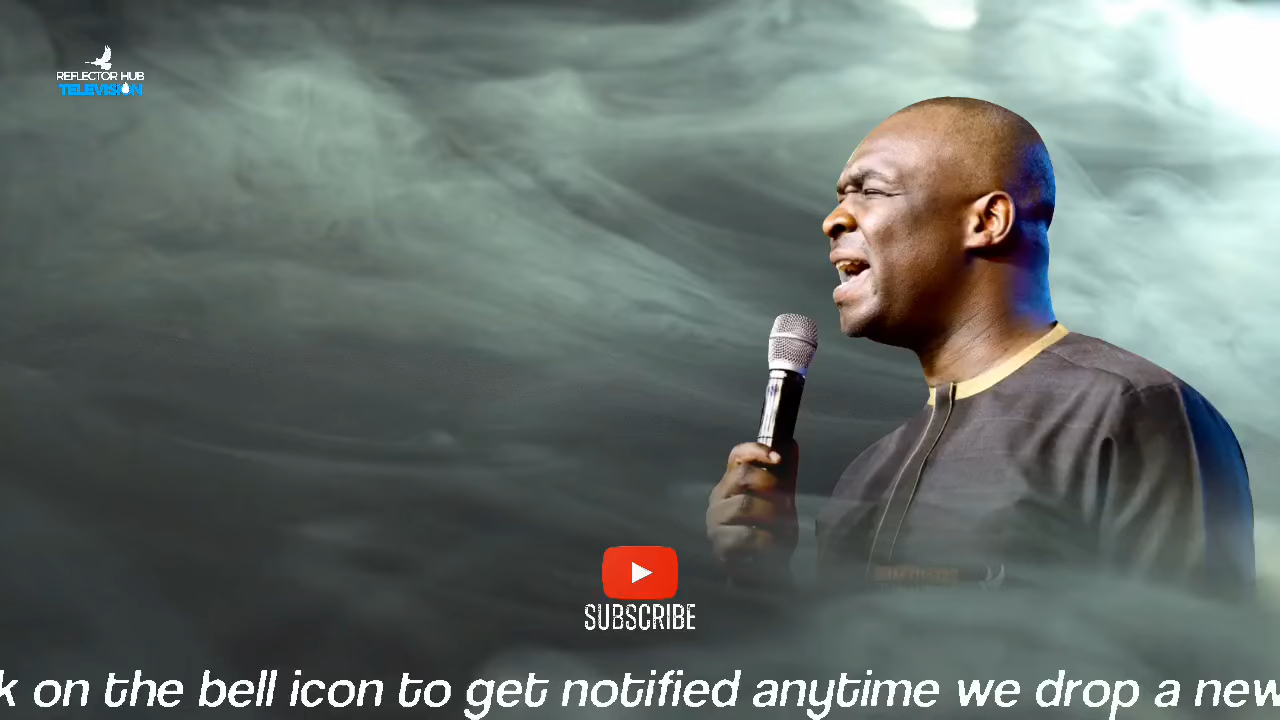 REFLECTOR HUB
TELEVISION
SUBSCRIBE
k on the bell icon to get notified anytime we drop a new